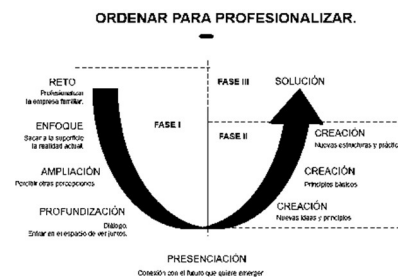 ORDENAR PARA PROFESIONALIZAR.
RETO
Profesionalizar
la empresa familiar.
FASE III
SOLUCIÓN
ENFOQUE
Sacar a la superficie
la realidad actual.
FASE I
FASE II
CREACIÓN
Nuevas estructuras y práctic
AMPLIACIÓN
Percibir otras percepciones
CREACIÓN
Principios básicos
PROFUNDIZACIÓN
Diálogo.
Entrar en el espacio de ver juntos.
CREACIÓN
Nuevas ideas y principios
PRESENCIACIÓN
Conexión con el futuro que quiere emerger